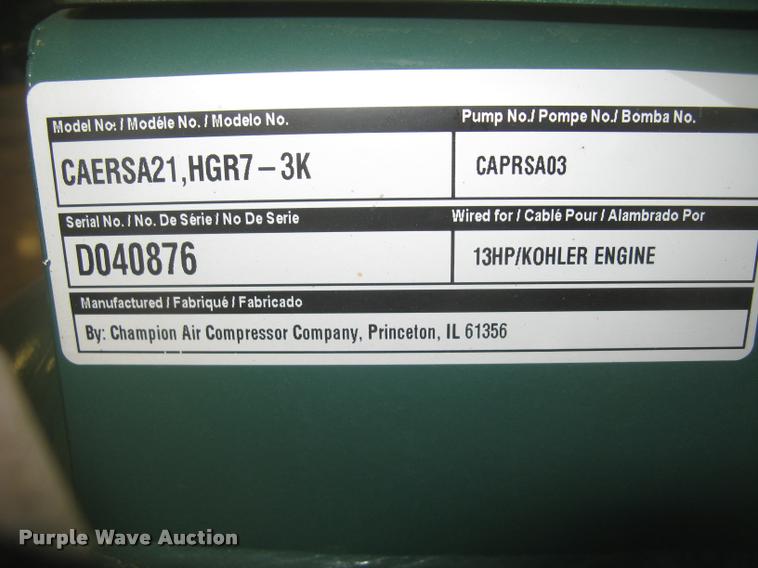 Model No: / Modéle No. / Modelo No.
Pump No./ Pompe No./ Bomba No.
CAERSA21,HGR7-3K
CAPRSA03
Serial No. / No. De Série / No De Serie
Wired for / Cablé Pour / Alambrado Por
D040876
13HP/KOHLER ENGINE
Manufactured / Fabriqué / Fabricado
By: Champion Air Compressor Company, Princeton, IL 61356
Purple Wave Auction